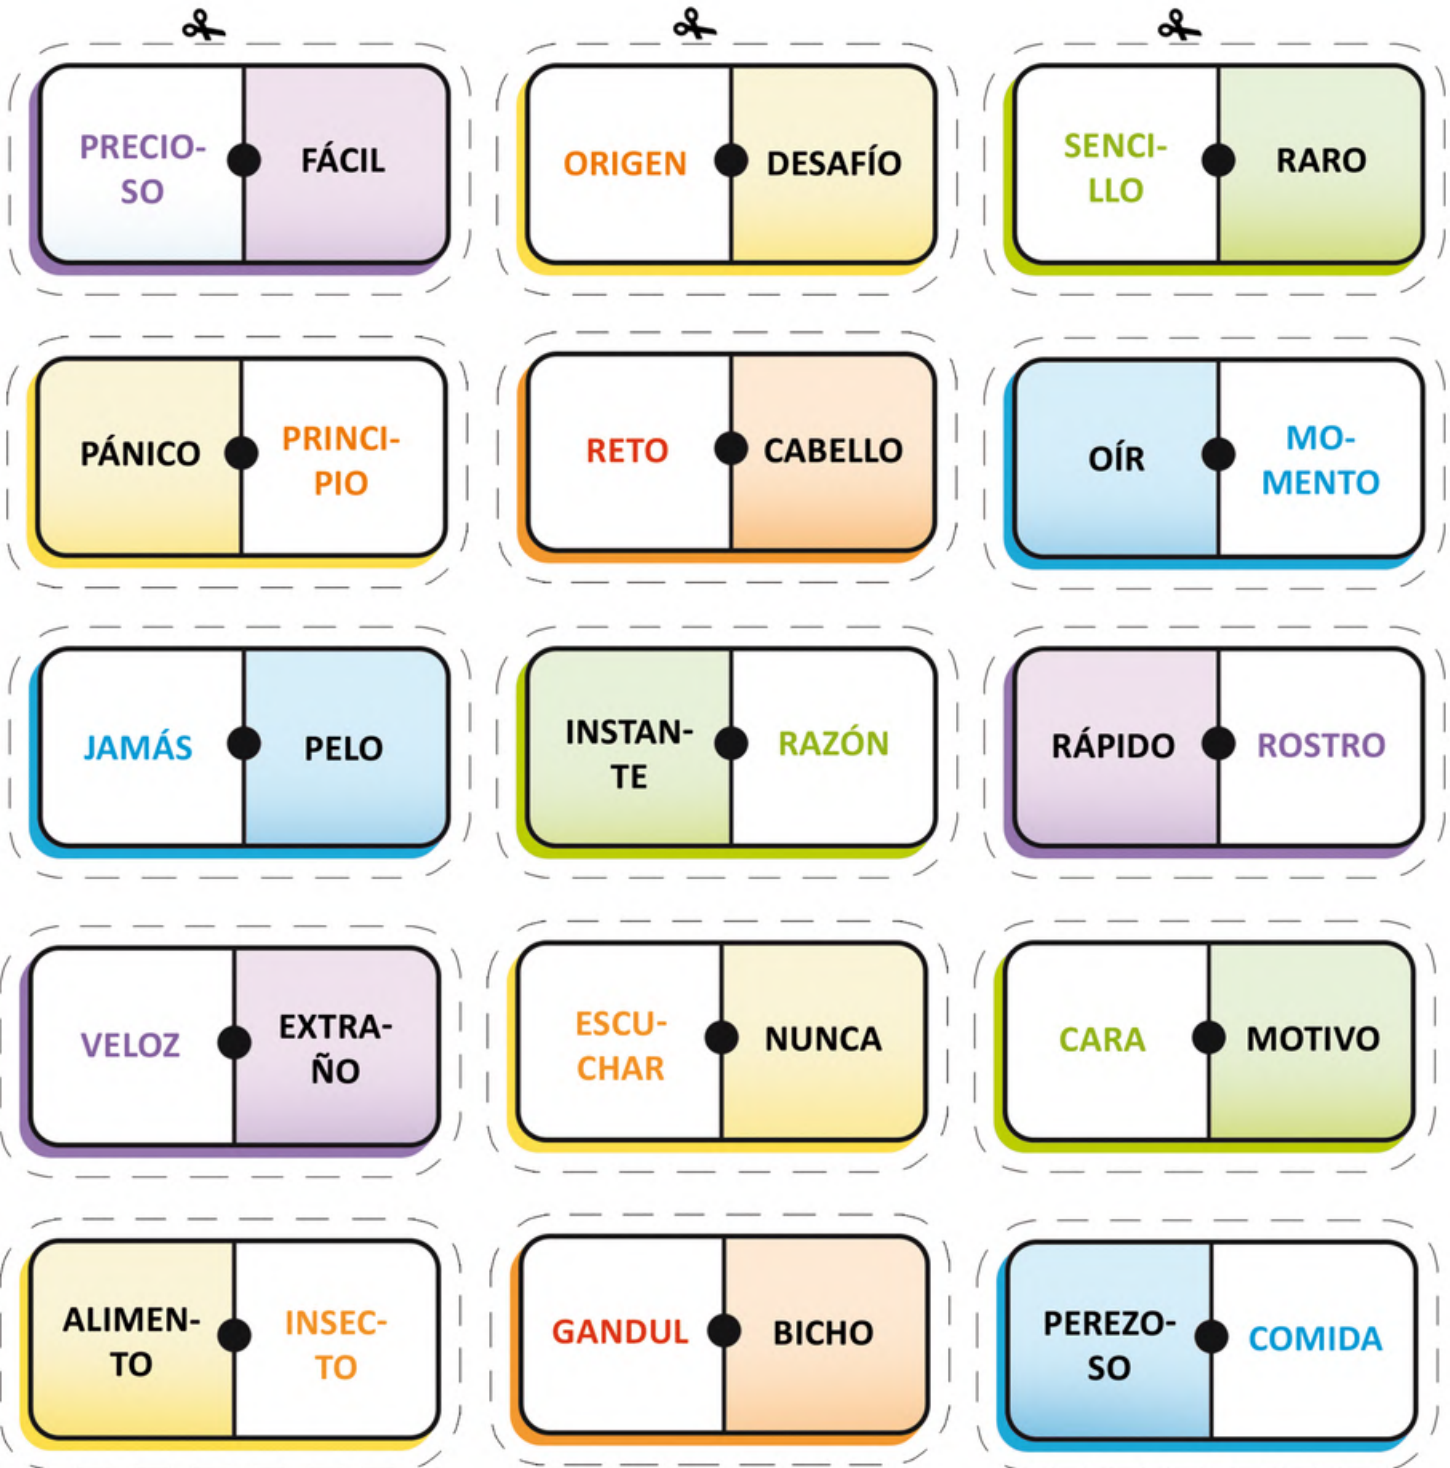 PRECIO-
SO
FÁCIL
ORIGEN
DESAFÍO
SENCI-
LLO
RARO
PÁNICO
PRINCI-
PIO
RETO
CABELLO
OÍR
MO-
MENTO
JAMÁS
PELO
INSTAN-
TE
RAZÓN
RÁPIDO
ROSTRO
VELOZ
EXTRA-
ÑO
ESCU-
CHAR
NUNCA
CARA
MOTIVO
ALIMEN-
TO
INSEC-
TO
GANDUL
BICHO
PEREZO-
SO
COMIDA